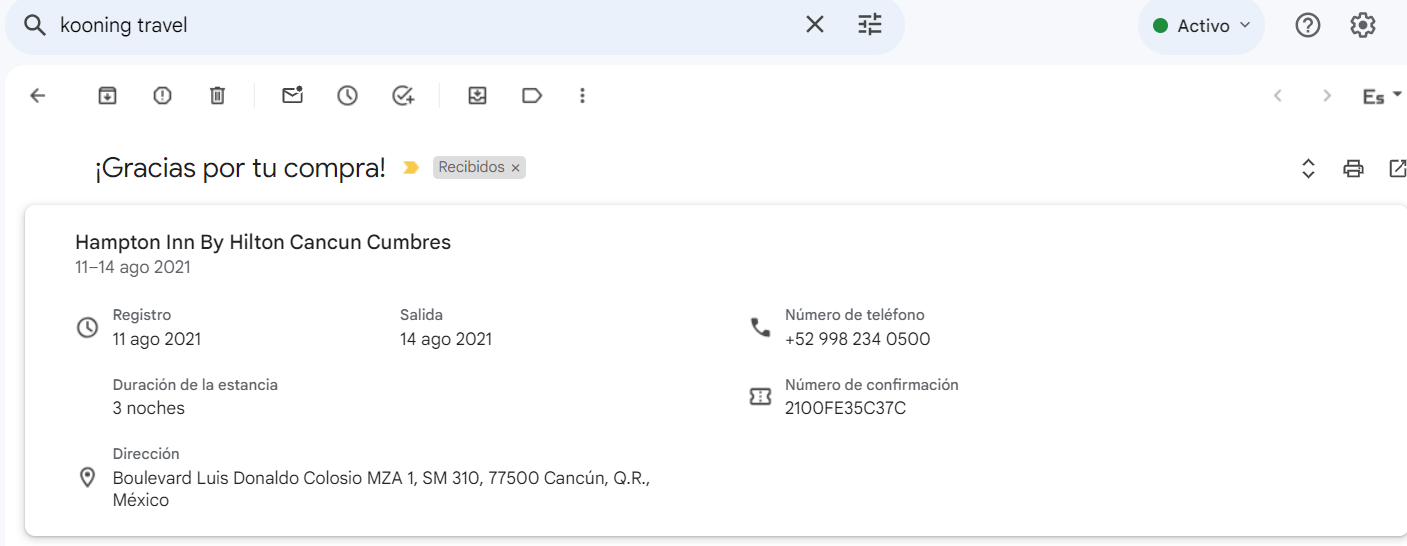 kooning travel
Activo
Es
¡Gracias por tu compra!
Recibidos ×
Hampton Inn By Hilton Cancun Cumbres
11–14 ago 2021
Registro
11 ago 2021
Salida
14 ago 2021
Número de teléfono
+52 998 234 0500
Duración de la estancia
3 noches
Número de confirmación
2100FE35C37C
Dirección
Boulevard Luis Donaldo Colosio MZA 1, SM 310, 77500 Cancún, Q.R.,
México